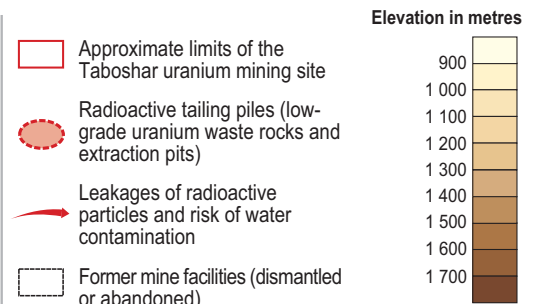 Elevation in metres
Approximate limits of the
Taboshar uranium mining site
Radioactive tailing piles (low-
grade uranium waste rocks and
extraction pits)
Leakages of radioactive
particles and risk of water
contamination
Former mine facilities (dismantled
or abandoned)
900
1 000
1 100
1 200
1 300
1 400
1 500
1 600
1 700